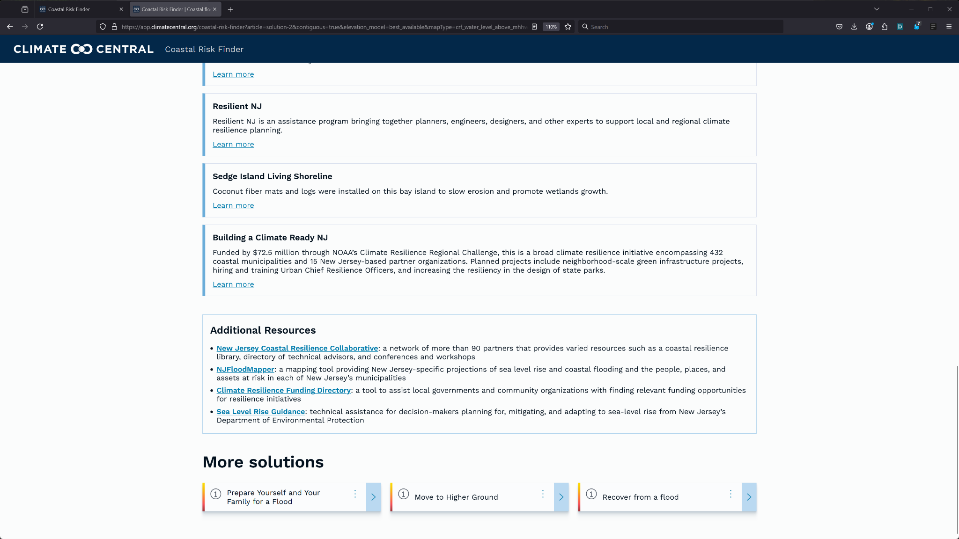 Coastal Risk Finder
Coastal Risk Finder | Coastal Ri
https://app.climatecentral.org/coastal-risk-finder?article=solution-2&contiguous=true&elevation_model=best_available&mapType=crf_water_level_above_mhhw
110%
Search
CLIMATE CENTRAL Coastal Risk Finder
Learn more
Resilient NJ
Resilient NJ is an assistance program bringing together planners, engineers, designers, and other experts to support local and regional climate
resilience planning.
Learn more
Sedge Island Living Shoreline
Coconut fiber mats and logs were installed on this bay island to slow erosion and promote wetlands growth.
Learn more
Building a Climate Ready NJ
Funded by $72.5 million through NOAA's Climate Resilience Regional Challenge, this is a broad climate resilience initiative encompassing 432
coastal municipalities and 15 New Jersey-based partner organizations. Planned projects include neighborhood-scale green infrastructure projects,
hiring and training Urban Chief Resilience Officers, and increasing the resiliency in the design of state parks.
Learn more
Additional Resources
• New Jersey Coastal Resilience Collaborative: a network of more than 90 partners that provides varied resources such as a coastal resilience
library, directory of technical advisors, and conferences and workshops
• NJFloodMapper: a mapping tool providing New Jersey-specific projections of sea level rise and coastal flooding and the people, places, and
assets at risk in each of New Jersey's municipalities
• Climate Resilience Funding Directory: a tool to assist local governments and community organizations with finding relevant funding opportunities
for resilience initiatives
• Sea Level Rise Guidance: technical assistance for decision-makers planning for, mitigating, and adapting to sea-level rise from New Jersey's
Department of Environmental Protection
More solutions
Prepare Yourself and Your
Family for a Flood
Move to Higher Ground
Recover from a flood